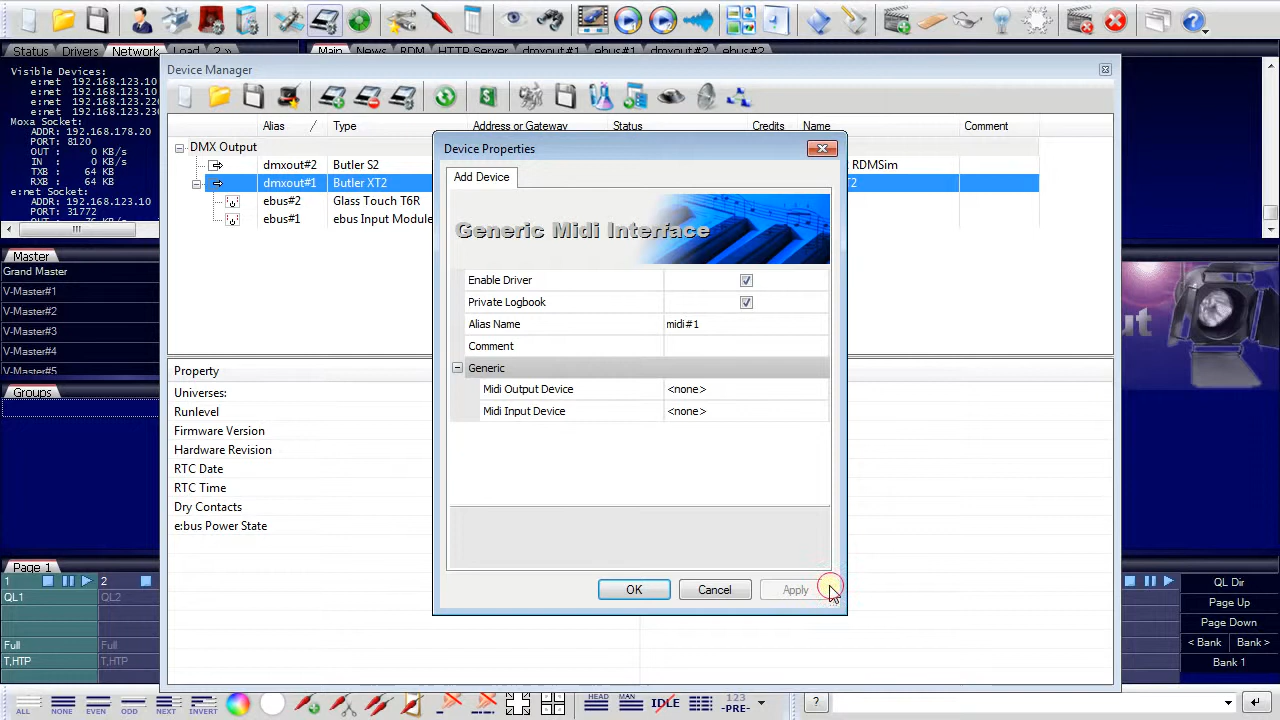 Status Drivers Network Load 2 » Main News RDM HTTP Server dmxout#1 ebus#1 dmxout#2 ebus#2
Visible Devices:
e:net 192.168.123.10
e:net 192.168.123.10
e:net 192.168.123.22
e:net 192.168.123.23
Moxa Socket:
ADDR: 192.168.178.20
PORT: 8120
OUT : 0 KB/s
IN : 0 KB/s
TXB : 64 KB
RXB : 64 KB
e:net Socket:
ADDR: 192.168.123.10
PORT: 31772
Master
Grand Master
V-Master#1
V-Master#2
V-Master#3
V-Master#4
V-Master#5
Groups
Device Manager
Alias Type Address or Gateway Status Credits Name Comment
DMX Output
dmxout#2 Butler S2 RDMSim
dmxout#1 Butler XT2 T2
ebus#2 Glass Touch T6R
ebus#1 ebus Input Module
Property
Universes:
Runlevel
Firmware Version
Hardware Revision
RTC Date
RTC Time
Dry Contacts
e:bus Power State
Device Properties
Add Device
Generic Midi Interface
Enable Driver
Private Logbook
Alias Name midi#1
Comment
Generic
Midi Output Device <none>
Midi Input Device <none>
OK Cancel Apply
Page 1
1 2
QL1 QL2
Full Full
T,HTP T,HTP
QL Dir
Page Up
Page Down
< Bank Bank >
Bank 1
ALL NONE EVEN ODD NEXT INVERT HEAD MAN IDLE 123 -PRE- ?